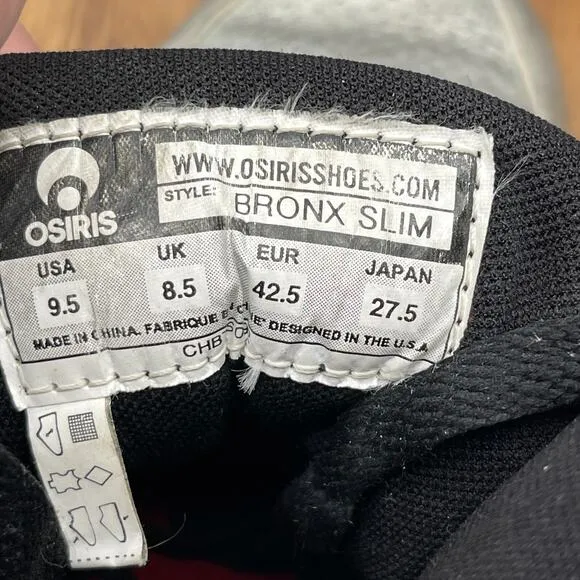 OSIRIS
WWW.OSIRISSHOES.COM
STYLE: BRONX SLIM
USA UK EUR JAPAN
9.5 8.5 42.5 27.5
MADE IN CHINA. FABRIQUE DESIGNED IN THE U.S.A.
CHB